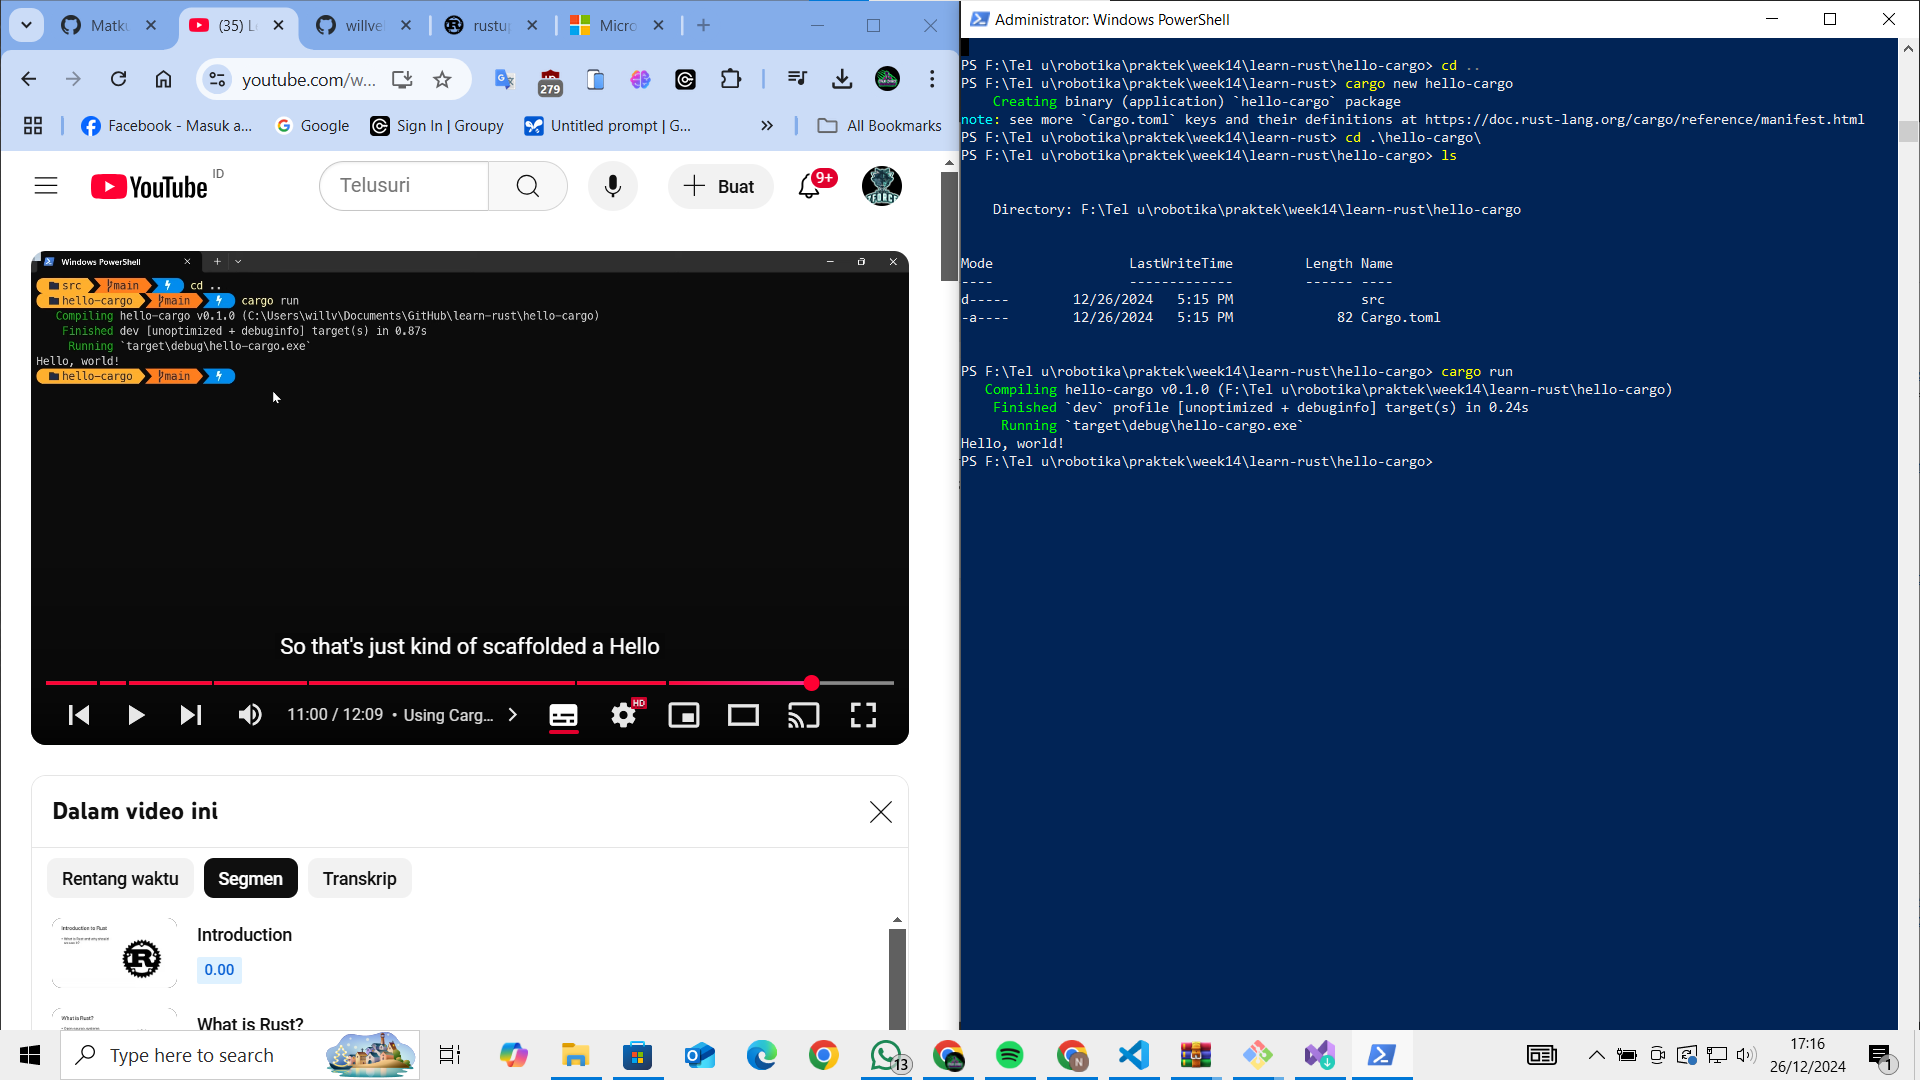 Matku
(35) L
willve
rustup
Micro
youtube.com/w...
279
Facebook - Masuk a...
Google
Sign In | Groupy
Untitled prompt | G...
All Bookmarks
YouTube
ID
Telusuri
Buat
9+
Windows PowerShell
src main cd ..
hello-cargo main cargo run
Compiling hello-cargo v0.1.0 (C:\Users\willv\Documents\GitHub\learn-rust\hello-cargo)
Finished dev [unoptimized + debuginfo] target(s) in 0.87s
Running `target\debug\hello-cargo.exe`
Hello, world!
hello-cargo main
So that's just kind of scaffolded a Hello
11:00 / 12:09 • Using Carg...
HD
Dalam video ini
Rentang waktu
Segmen
Transkrip
Introduction to Rust
Introduction
0.00
What is Rust?
What is Rust?
Administrator: Windows PowerShell
PS F:\Tel u\robotika\praktek\week14\learn-rust\hello-cargo> cd ..
PS F:\Tel u\robotika\praktek\week14\learn-rust> cargo new hello-cargo
Creating binary (application) `hello-cargo` package
note: see more `Cargo.toml` keys and their definitions at https://doc.rust-lang.org/cargo/reference/manifest.html
PS F:\Tel u\robotika\praktek\week14\learn-rust> cd .\hello-cargo\
PS F:\Tel u\robotika\praktek\week14\learn-rust\hello-cargo> ls
Directory: F:\Tel u\robotika\praktek\week14\learn-rust\hello-cargo
Mode LastWriteTime Length Name
---- ------------- ------ ----
d----- 12/26/2024 5:15 PM src
-a---- 12/26/2024 5:15 PM 82 Cargo.toml
PS F:\Tel u\robotika\praktek\week14\learn-rust\hello-cargo> cargo run
Compiling hello-cargo v0.1.0 (F:\Tel u\robotika\praktek\week14\learn-rust\hello-cargo)
Finished `dev` profile [unoptimized + debuginfo] target(s) in 0.24s
Running `target\debug\hello-cargo.exe`
Hello, world!
PS F:\Tel u\robotika\praktek\week14\learn-rust\hello-cargo>
Type here to search
13
N
17:16
26/12/2024
1